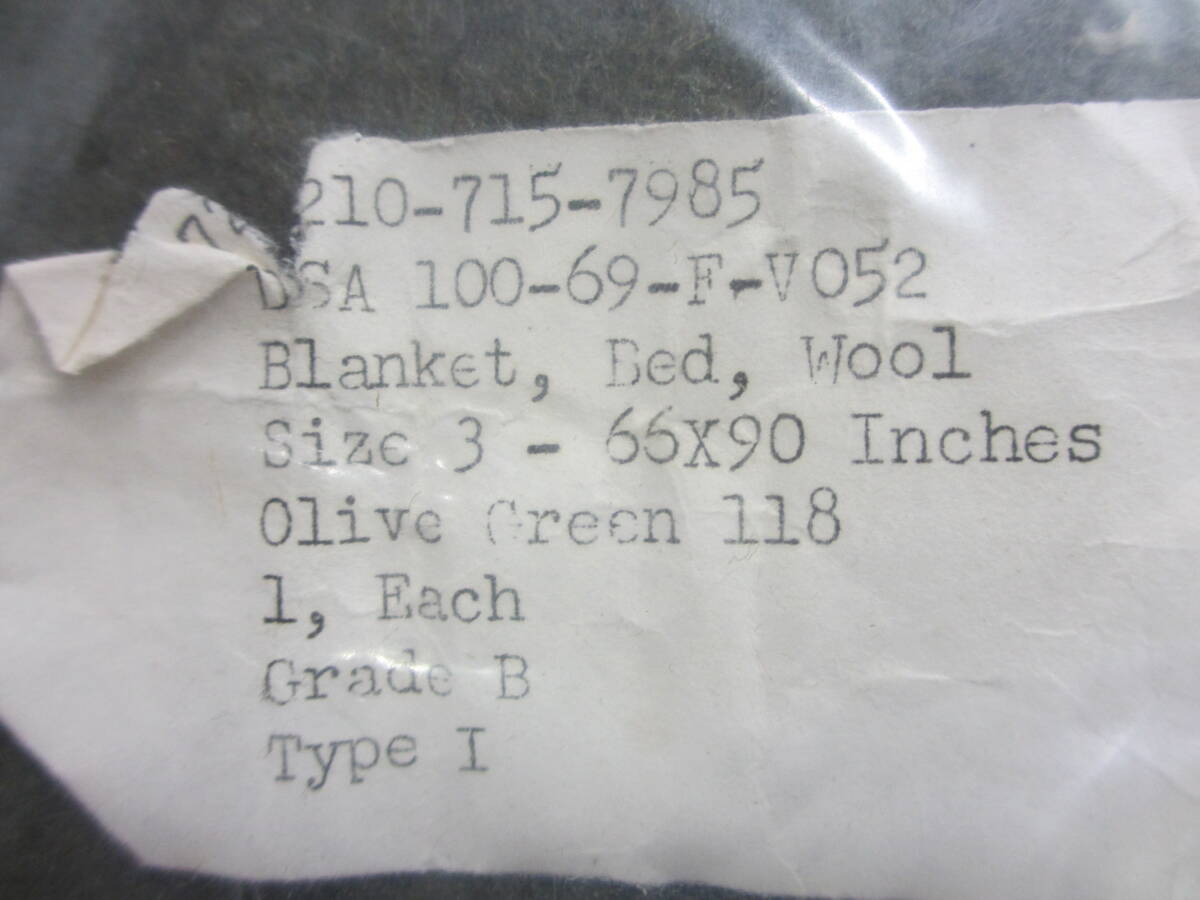 7210-715-7985
DSA 100-69-F-V052
Blanket, Bed, Wool
Size 3 - 66X90 Inches
Olive Green 118
1, Each
Grade B
Type I